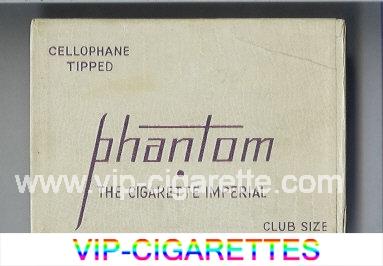 CELLOPHANE
TIPPED
phantom
www.vip-cigarette.com
THE CIGARETTE IMPERIAL
CLUB SIZE
VIP-CIGARETTES